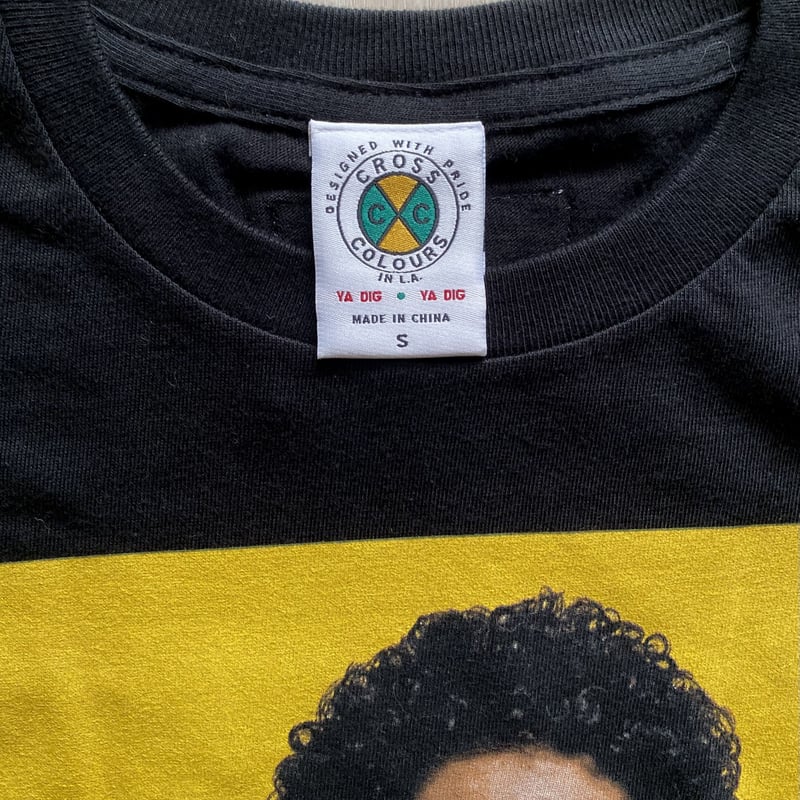 DESIGNED WITH PRIDE
CROSS
C C
COLOURS
IN L.A.
YA DIG • YA DIG
MADE IN CHINA
S